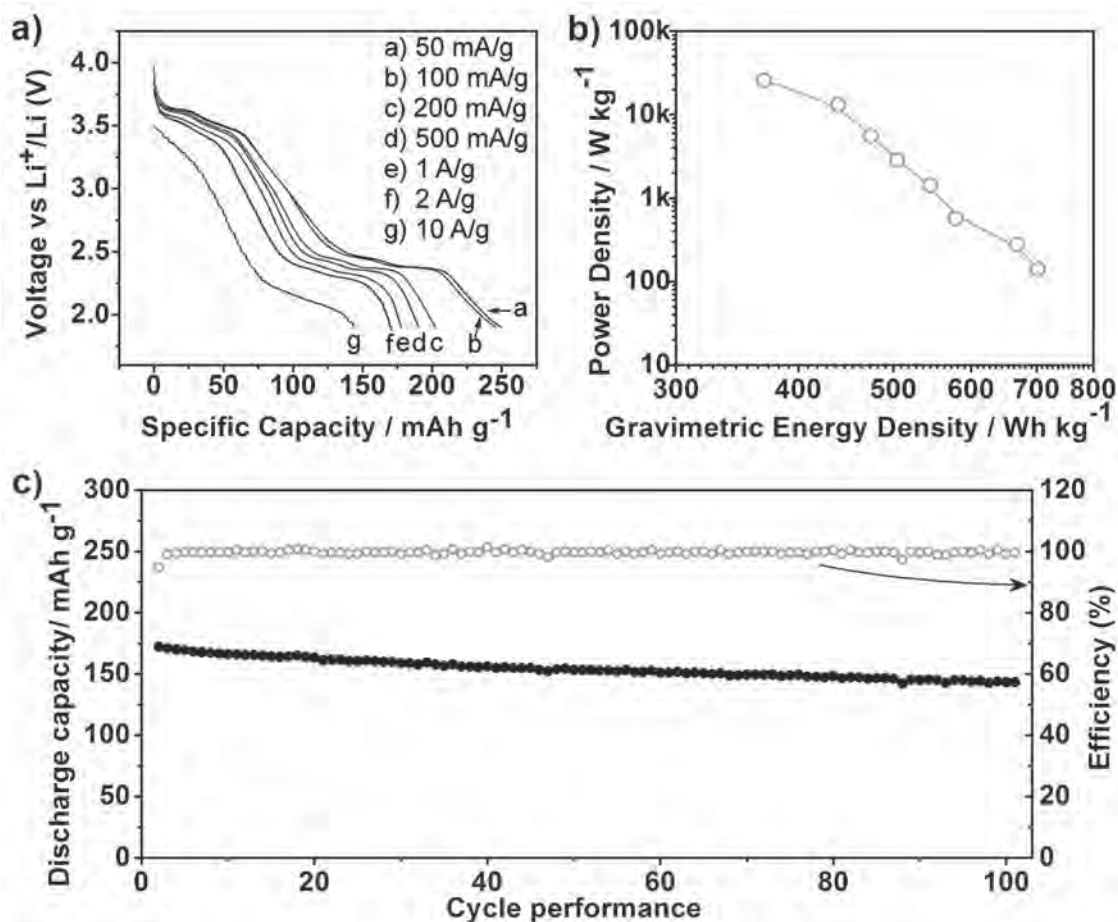 a)
Voltage vs Li⁺/Li (V)
4.0
3.5
3.0
2.5
2.0
a) 50 mA/g
b) 100 mA/g
c) 200 mA/g
d) 500 mA/g
e) 1 A/g
f) 2 A/g
g) 10 A/g
a
g fed c b
0 50 100 150 200 250
Specific Capacity / mAh g⁻¹
b)
Power Density / W kg⁻¹
100k
10k
1k
100
10
300 400 500 600 700 800
Gravimetric Energy Density / Wh kg⁻¹
c)
Discharge capacity/ mAh g⁻¹
300
250
200
150
100
50
0
120
100
80
60
40
20
0
Efficiency (%)
0 20 40 60 80 100
Cycle performance